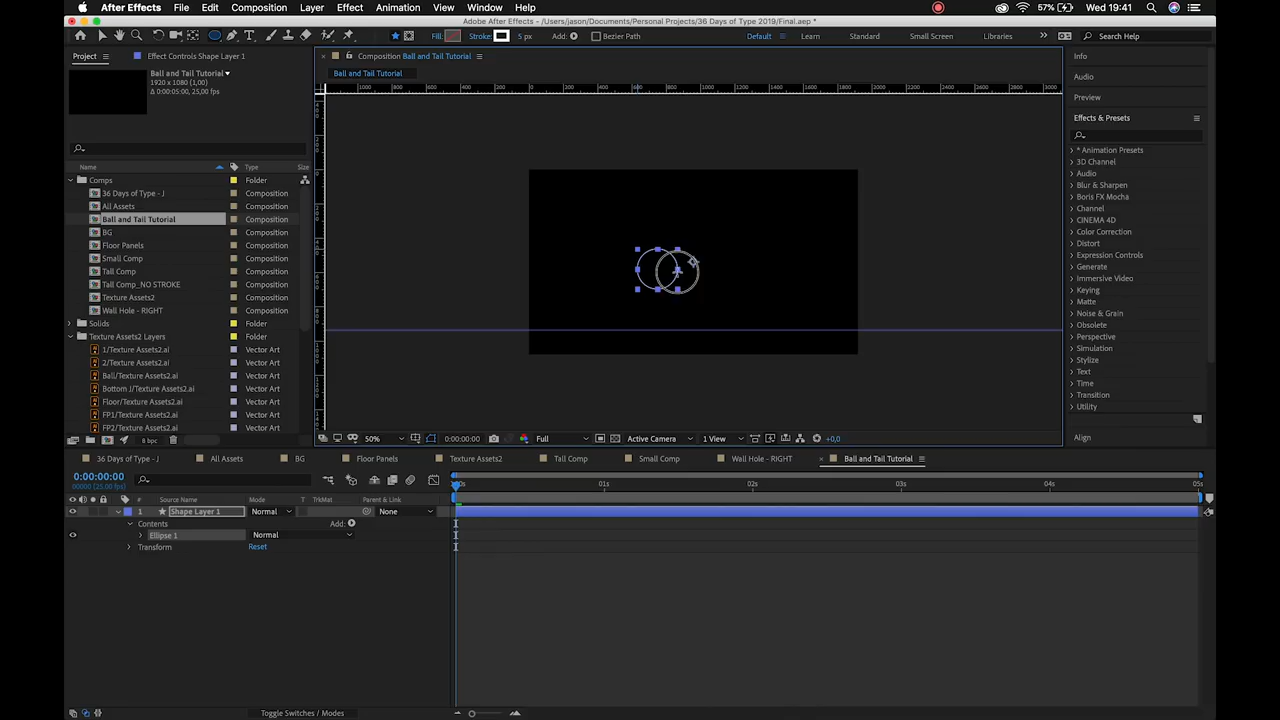 After Effects File Edit Composition Layer Effect Animation View Window Help 57% Wed 19:41
Adobe After Effects - /Users/jason/Documents/Personal Projects/36 Days of Type 2019/Final.aep *
Fill: Stroke: 5 px Add: Bezier Path Default Learn Standard Small Screen Libraries Search Help
Project Effect Controls Shape Layer 1
Composition Ball and Tail Tutorial
Ball and Tail Tutorial
Ball and Tail Tutorial
1920 x 1080 (1,00)
Δ 0:00:05:00, 25,00 fps
Name Type Size
Comps Folder
36 Days of Type - J Composition
All Assets Composition
Ball and Tail Tutorial Composition
BG Composition
Floor Panels Composition
Small Comp Composition
Tall Comp Composition
Tall Comp_NO STROKE Composition
Texture Assets2 Composition
Wall Hole - RIGHT Composition
Solids Folder
Texture Assets2 Layers Folder
1/Texture Assets2.ai Vector Art
2/Texture Assets2.ai Vector Art
Ball/Texture Assets2.ai Vector Art
Bottom J/Texture Assets2.ai Vector Art
Floor/Texture Assets2.ai Vector Art
FP1/Texture Assets2.ai Vector Art
FP2/Texture Assets2.ai Vector Art
8 bpc
50% 0:00:00:00 Full Active Camera 1 View +0,0
Info
Audio
Preview
Effects & Presets
* Animation Presets
3D Channel
Audio
Blur & Sharpen
Boris FX Mocha
Channel
CINEMA 4D
Color Correction
Distort
Expression Controls
Generate
Immersive Video
Keying
Matte
Noise & Grain
Obsolete
Perspective
Simulation
Stylize
Text
Time
Transition
Utility
Align
36 Days of Type - J All Assets BG Floor Panels Texture Assets2 Tall Comp Small Comp Wall Hole - RIGHT Ball and Tail Tutorial
0:00:00:00
00000 (25.00 fps)
01s 02s 03s 04s 05s
# Source Name Mode T TrkMat Parent & Link
1 Shape Layer 1 Normal None
Contents Add:
Ellipse 1 Normal
Transform Reset
Toggle Switches / Modes